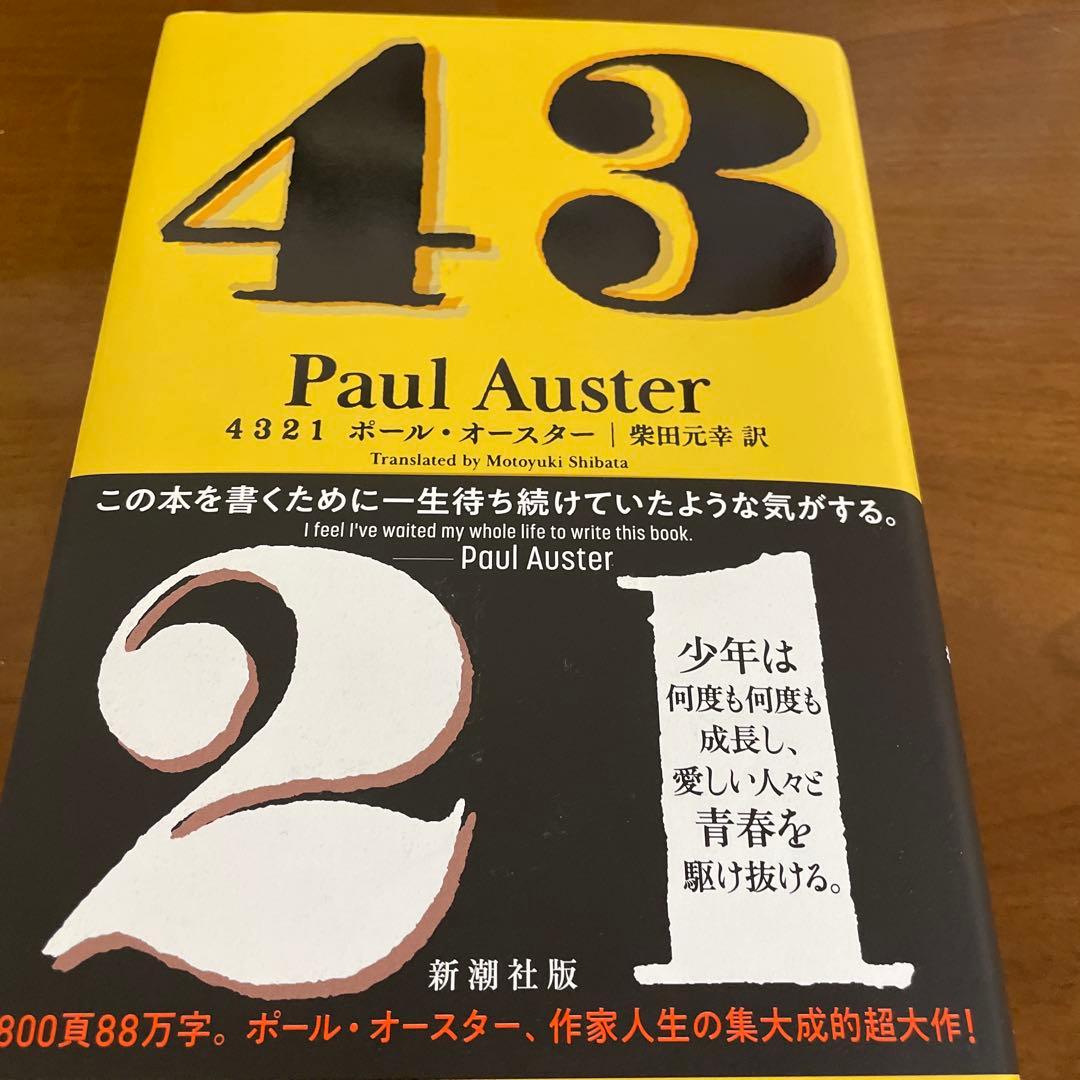 43
Paul Auster
4321 ポール・オースター｜柴田元幸 訳
Translated by Motoyuki Shibata
この本を書くために一生待ち続けていたような気がする。
I feel I've waited my whole life to write this book.
Paul Auster
21
少年は
何度も何度も
成長し、
愛しい人々と
青春を
駆け抜ける。
新潮社版
800頁88万字。ポール・オースター、作家人生の集大成的超大作!